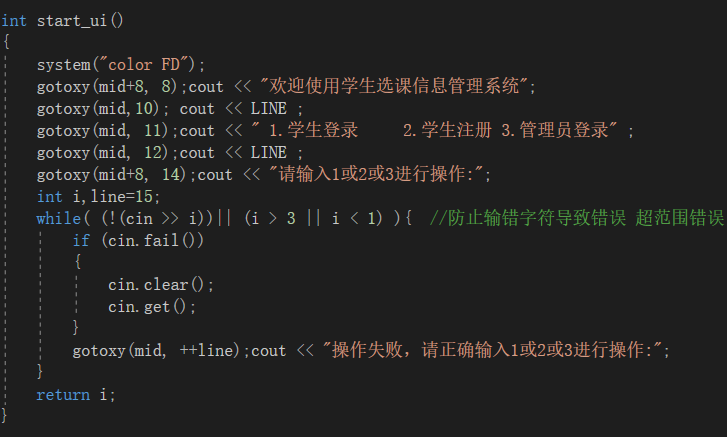 int start_ui()
{
system("color FD");
gotoxy(mid+8, 8);cout << "欢迎使用学生选课信息管理系统";
gotoxy(mid,10); cout << LINE ;
gotoxy(mid, 11);cout << " 1.学生登录     2.学生注册 3.管理员登录" ;
gotoxy(mid, 12);cout << LINE ;
gotoxy(mid+8, 14);cout << "请输入1或2或3进行操作:";
int i,line=15;
while( (!(cin >> i))|| (i > 3 || i < 1) ){  //防止输错字符导致错误 超范围错误
if (cin.fail())
{
cin.clear();
cin.get();
}
gotoxy(mid, ++line);cout << "操作失败，请正确输入1或2或3进行操作:";
}
return i;
}